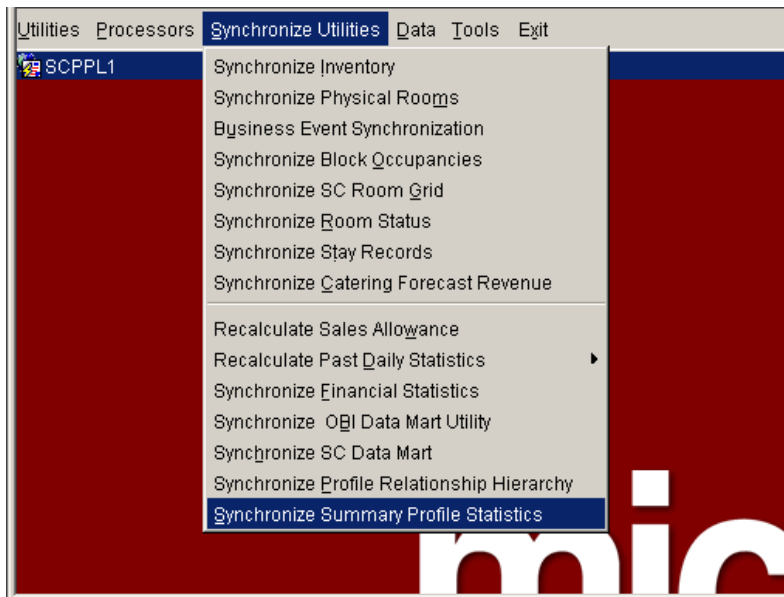 Utilities Processors Synchronize Utilities Data Tools Exit
SCPPL1
Synchronize Inventory
Synchronize Physical Rooms
Business Event Synchronization
Synchronize Block Occupancies
Synchronize SC Room Grid
Synchronize Room Status
Synchronize Stay Records
Synchronize Catering Forecast Revenue
Recalculate Sales Allowance
Recalculate Past Daily Statistics
Synchronize Financial Statistics
Synchronize OBI Data Mart Utility
Synchronize SC Data Mart
Synchronize Profile Relationship Hierarchy
Synchronize Summary Profile Statistics
mic